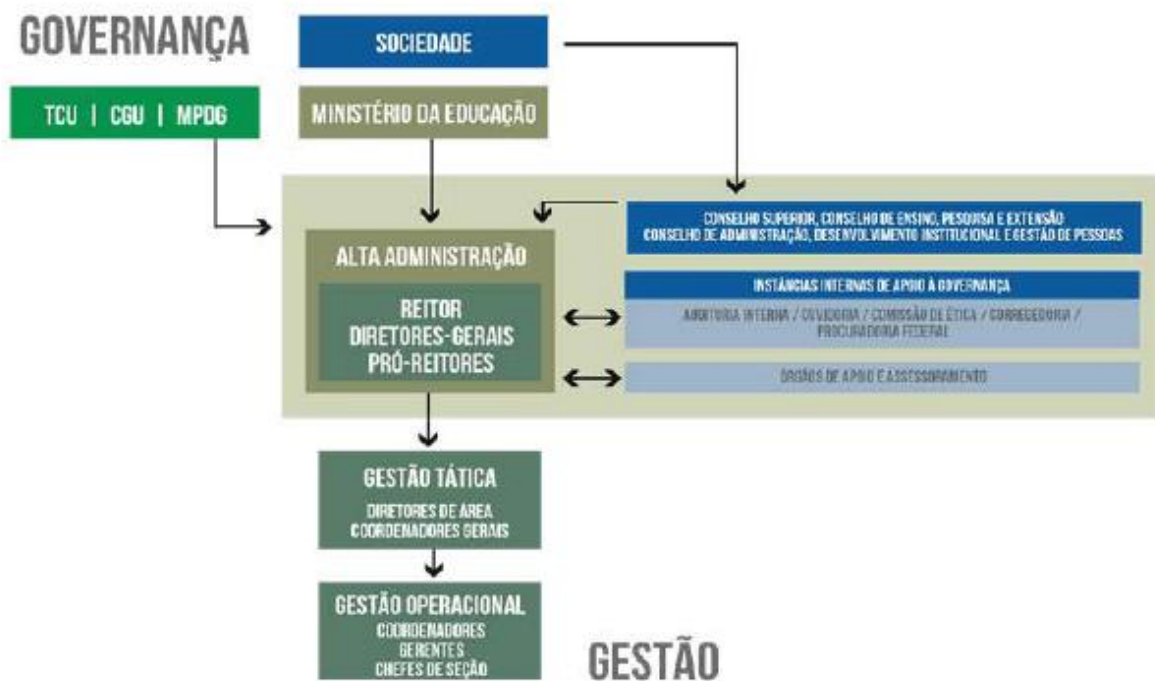 GOVERNANÇA
SOCIEDADE
TCU | CGU | MPDG
MINISTÉRIO DA EDUCAÇÃO
CONSELHO SUPERIOR, CONSELHO DE ENSINO, PESQUISA E EXTENSÃO
CONSELHO DE ADMINISTRAÇÃO, DESENVOLVIMENTO INSTITUCIONAL E GESTÃO DE PESSOAS
ALTA ADMINISTRAÇÃO
REITOR
DIRETORES-GERAIS
PRÓ-REITORES
INSTÂNCIAS INTERNAS DE APOIO À GOVERNANÇA
AUDITORIA INTERNA / OUVIDORIA / COMISSÃO DE ÉTICA / CORREGEDORIA /
PROCURADORIA FEDERAL
ÓRGÃOS DE APOIO E ASSESSORAMENTO
GESTÃO TÁTICA
DIRETORES DE ÁREA
COORDENADORES GERAIS
GESTÃO OPERACIONAL
COORDENADORES
GERENTES
CHEFES DE SEÇÃO
GESTÃO